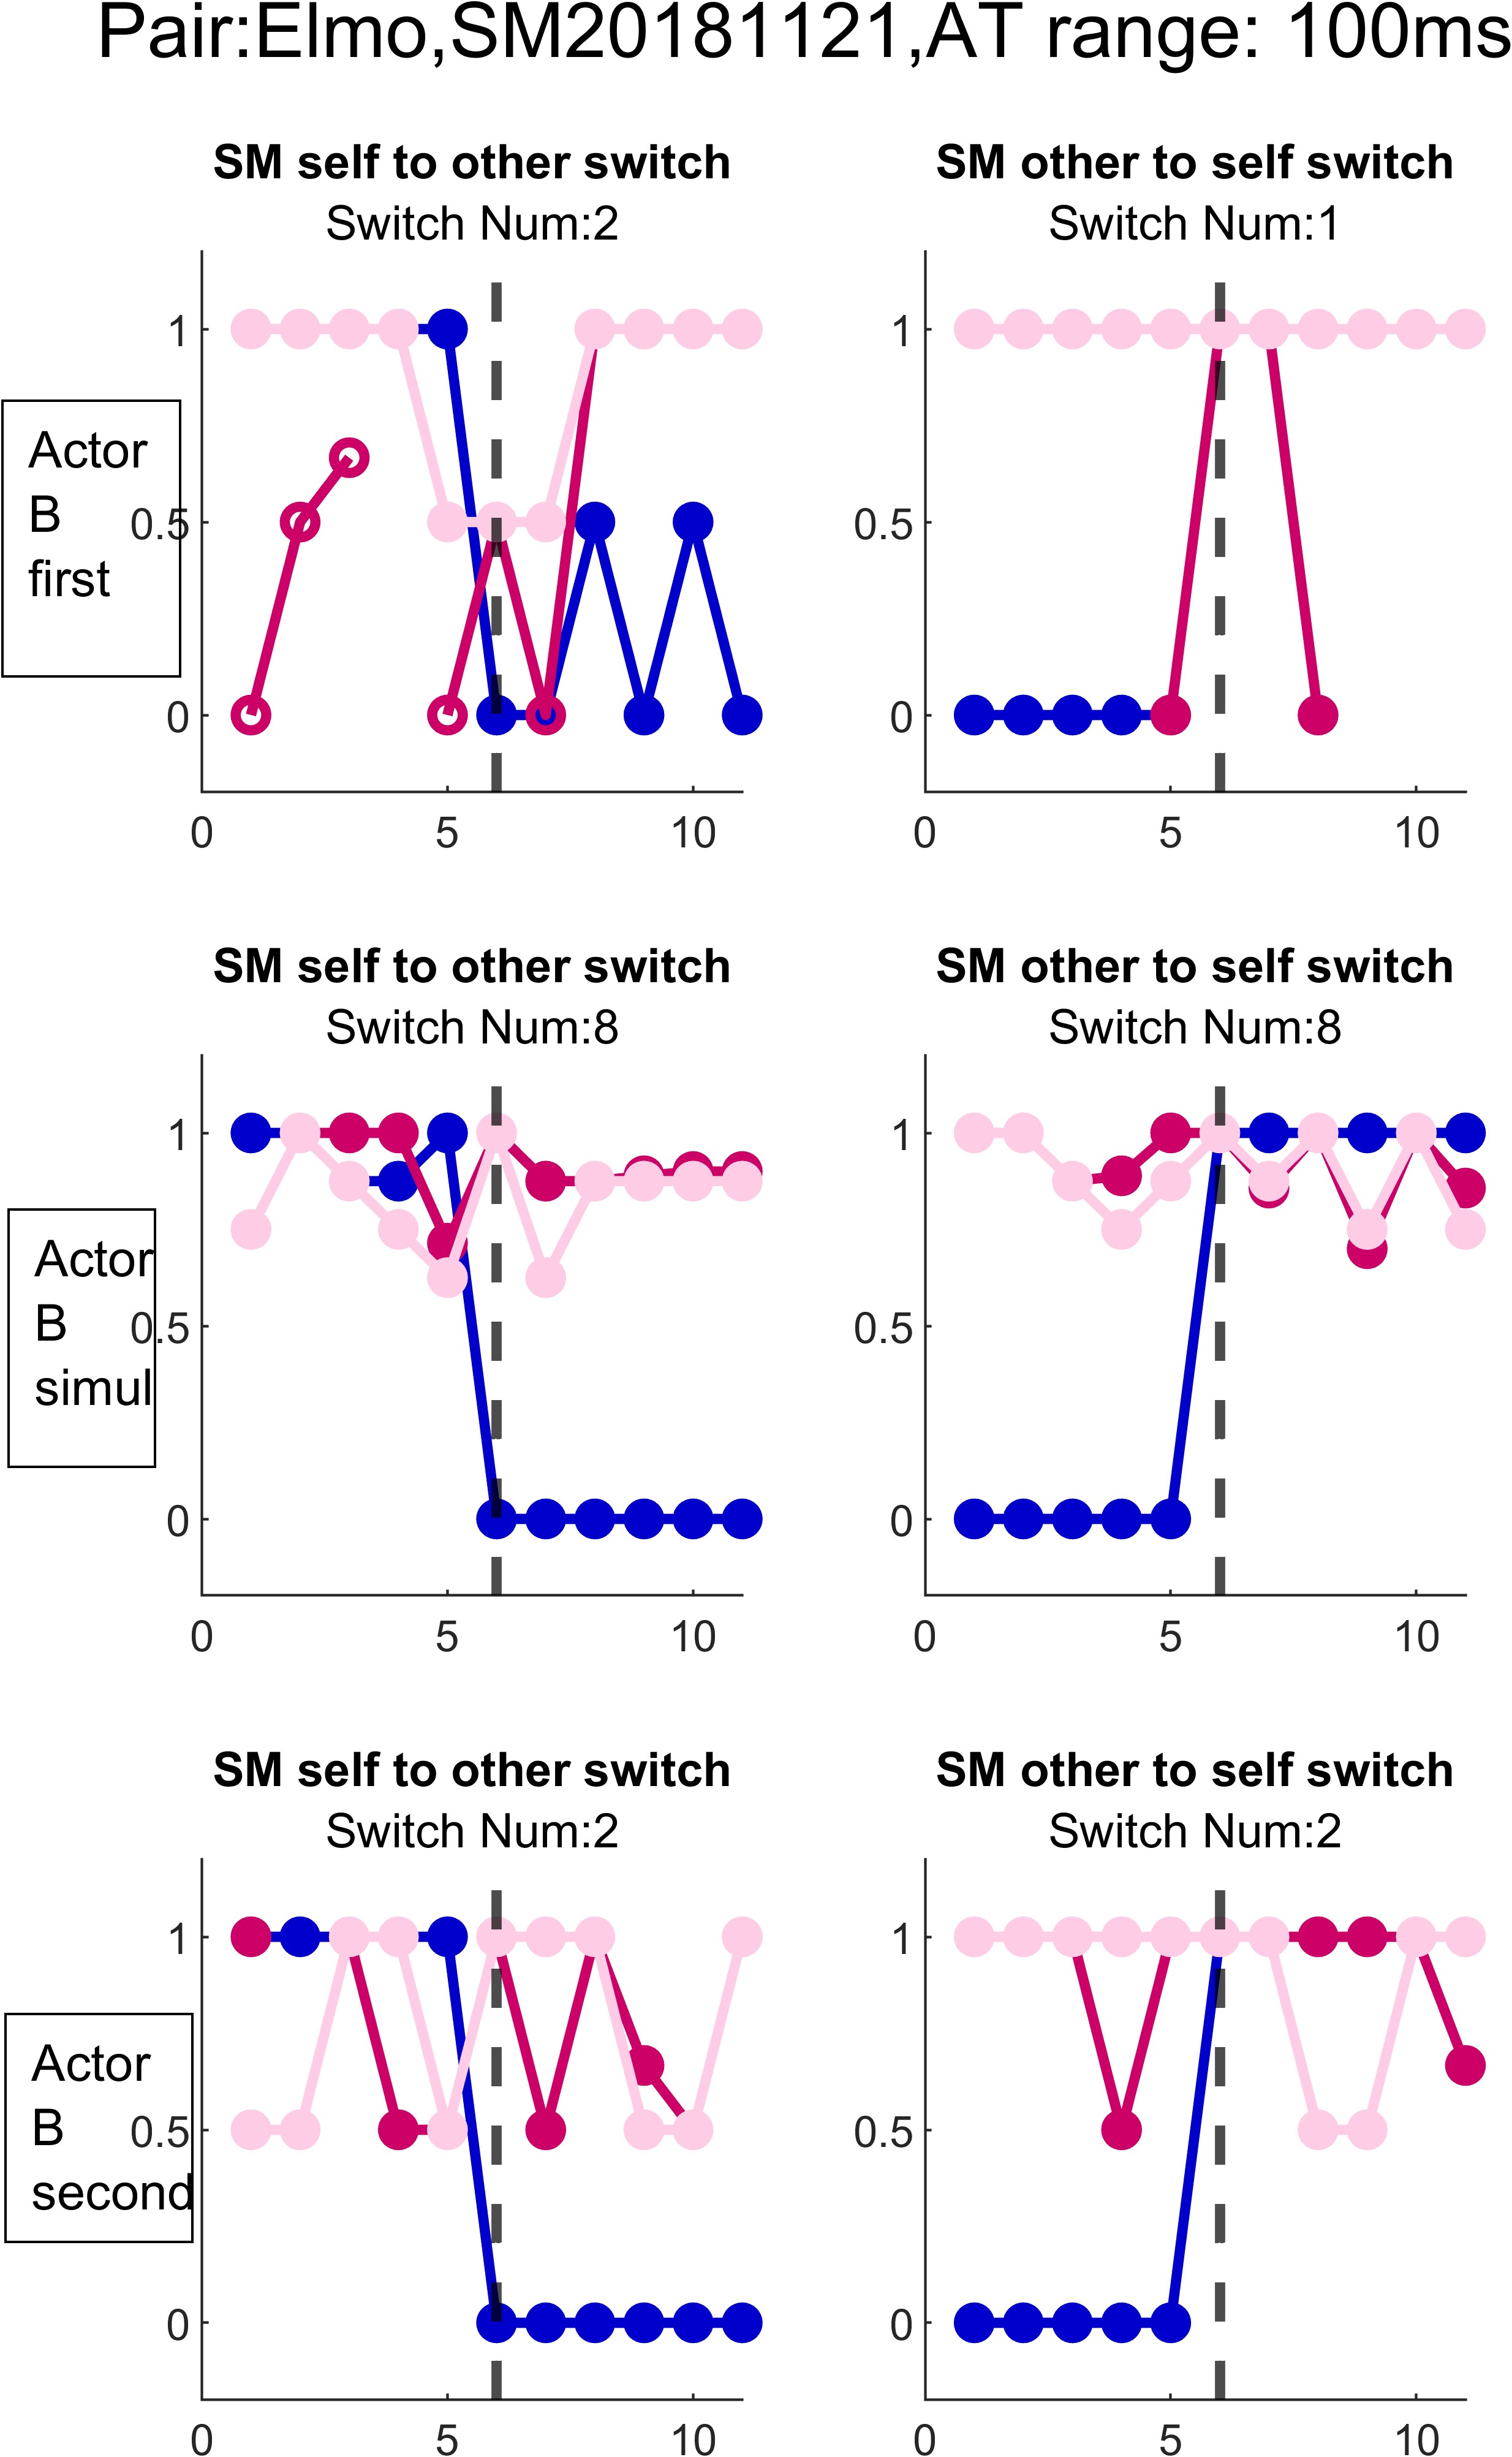 Pair:Elmo,SM20181121,AT range: 100ms
SM self to other switch
Switch Num:2
1
0.5
0
0 5 10
Actor
B
first
SM other to self switch
Switch Num:1
1
0.5
0
0 5 10
SM self to other switch
Switch Num:8
1
0.5
0
0 5 10
Actor
B
simul
SM other to self switch
Switch Num:8
1
0.5
0
0 5 10
SM self to other switch
Switch Num:2
1
0.5
0
0 5 10
Actor
B
second
SM other to self switch
Switch Num:2
1
0.5
0
0 5 10